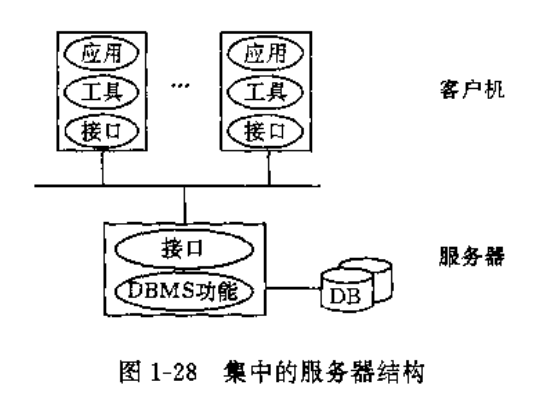 应用 应用
工具 … 工具 客户机
接口 接口
接口 服务器
DBMS功能 DB
图 1-28 集中的服务器结构